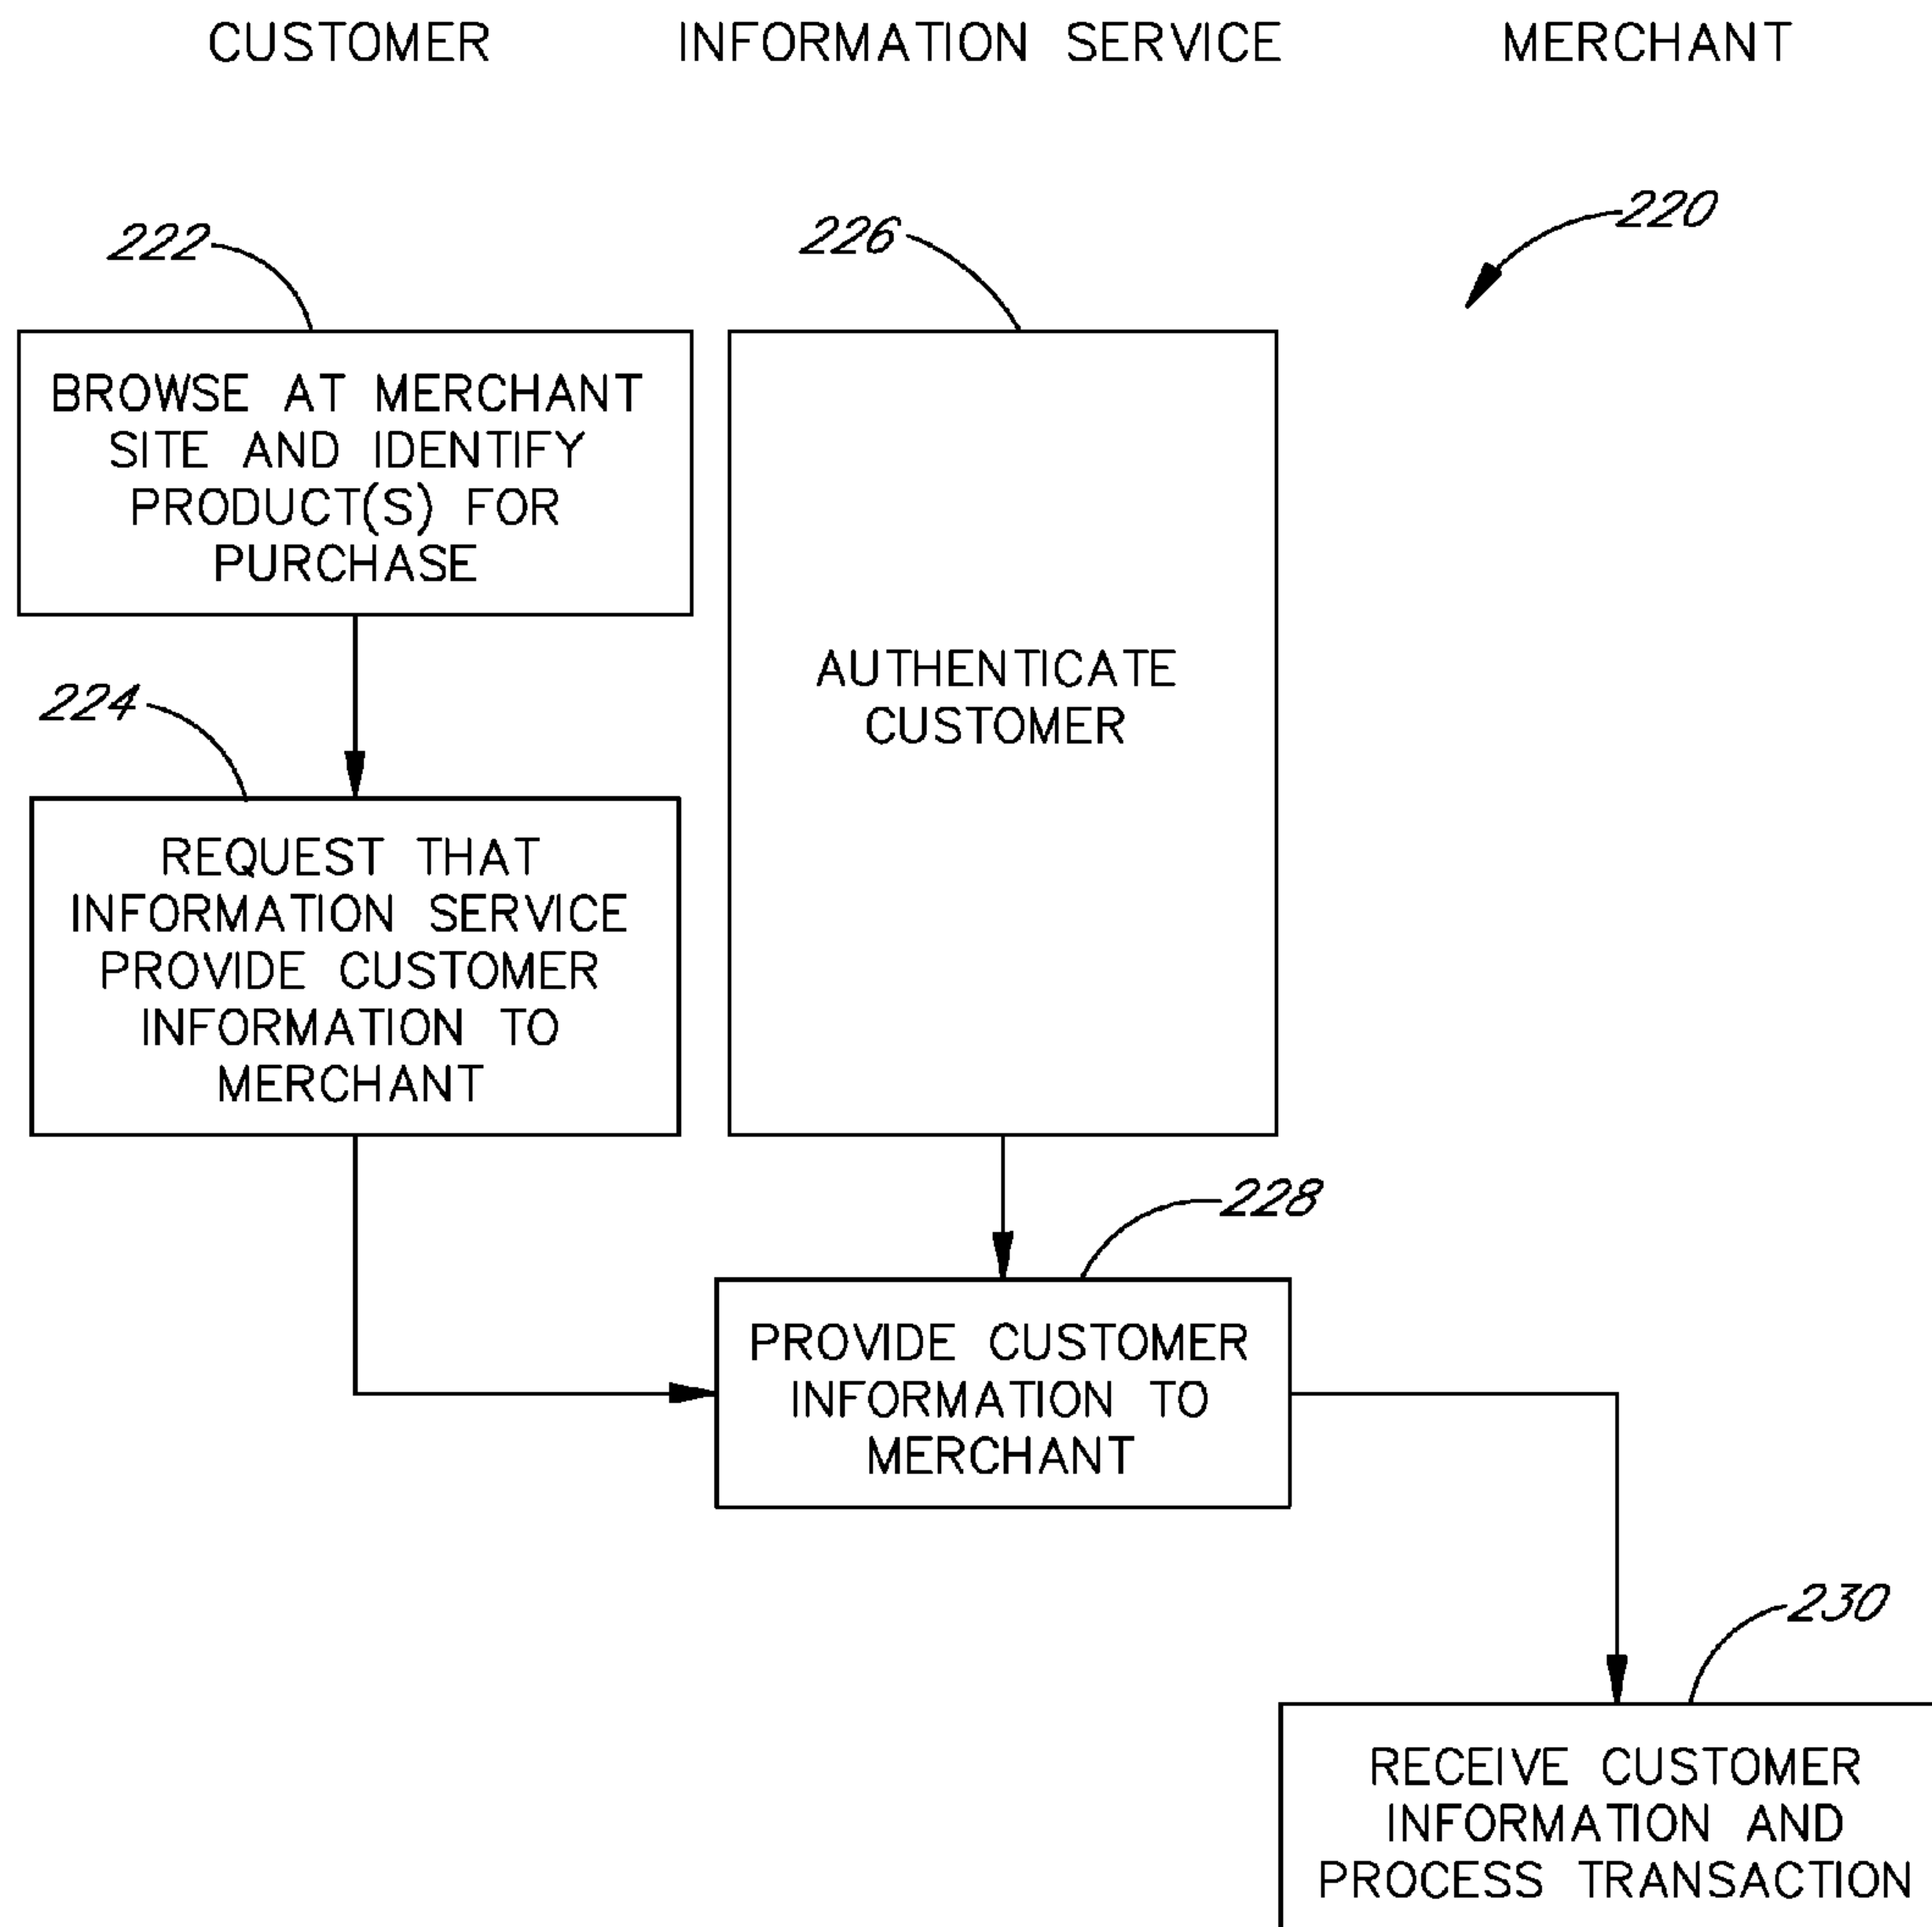 CUSTOMER INFORMATION SERVICE MERCHANT
222
226
220
BROWSE AT MERCHANT
SITE AND IDENTIFY
PRODUCT(S) FOR
PURCHASE
AUTHENTICATE
CUSTOMER
224
REQUEST THAT
INFORMATION SERVICE
PROVIDE CUSTOMER
INFORMATION TO
MERCHANT
228
PROVIDE CUSTOMER
INFORMATION TO
MERCHANT
230
RECEIVE CUSTOMER
INFORMATION AND
PROCESS TRANSACTION